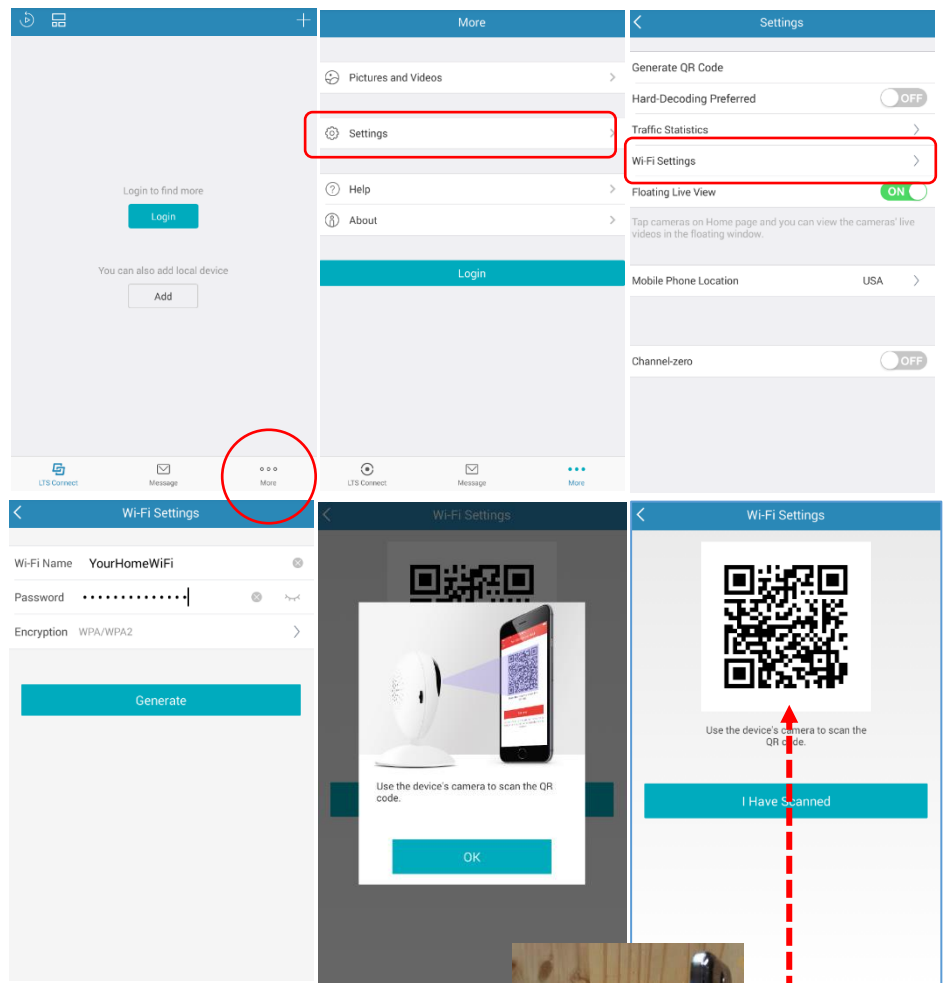 Login to find more
Login
You can also add local device
Add
LTS Connect
Message
More
More
Pictures and Videos
Settings
Help
About
Login
LTS Connect
Message
More
Settings
Generate QR Code
Hard-Decoding Preferred
OFF
Traffic Statistics
Wi-Fi Settings
Floating Live View
ON
Tap cameras on Home page and you can view the cameras' live
videos in the floating window.
Mobile Phone Location USA
Channel-zero
OFF
Wi-Fi Settings
Wi-Fi Name YourHomeWiFi
Password ••••••••••••••
Encryption WPA/WPA2
Generate
Wi-Fi Settings
Use the device's camera to scan the QR
code.
OK
Wi-Fi Settings
Use the device's camera to scan the
QR code.
I Have Scanned